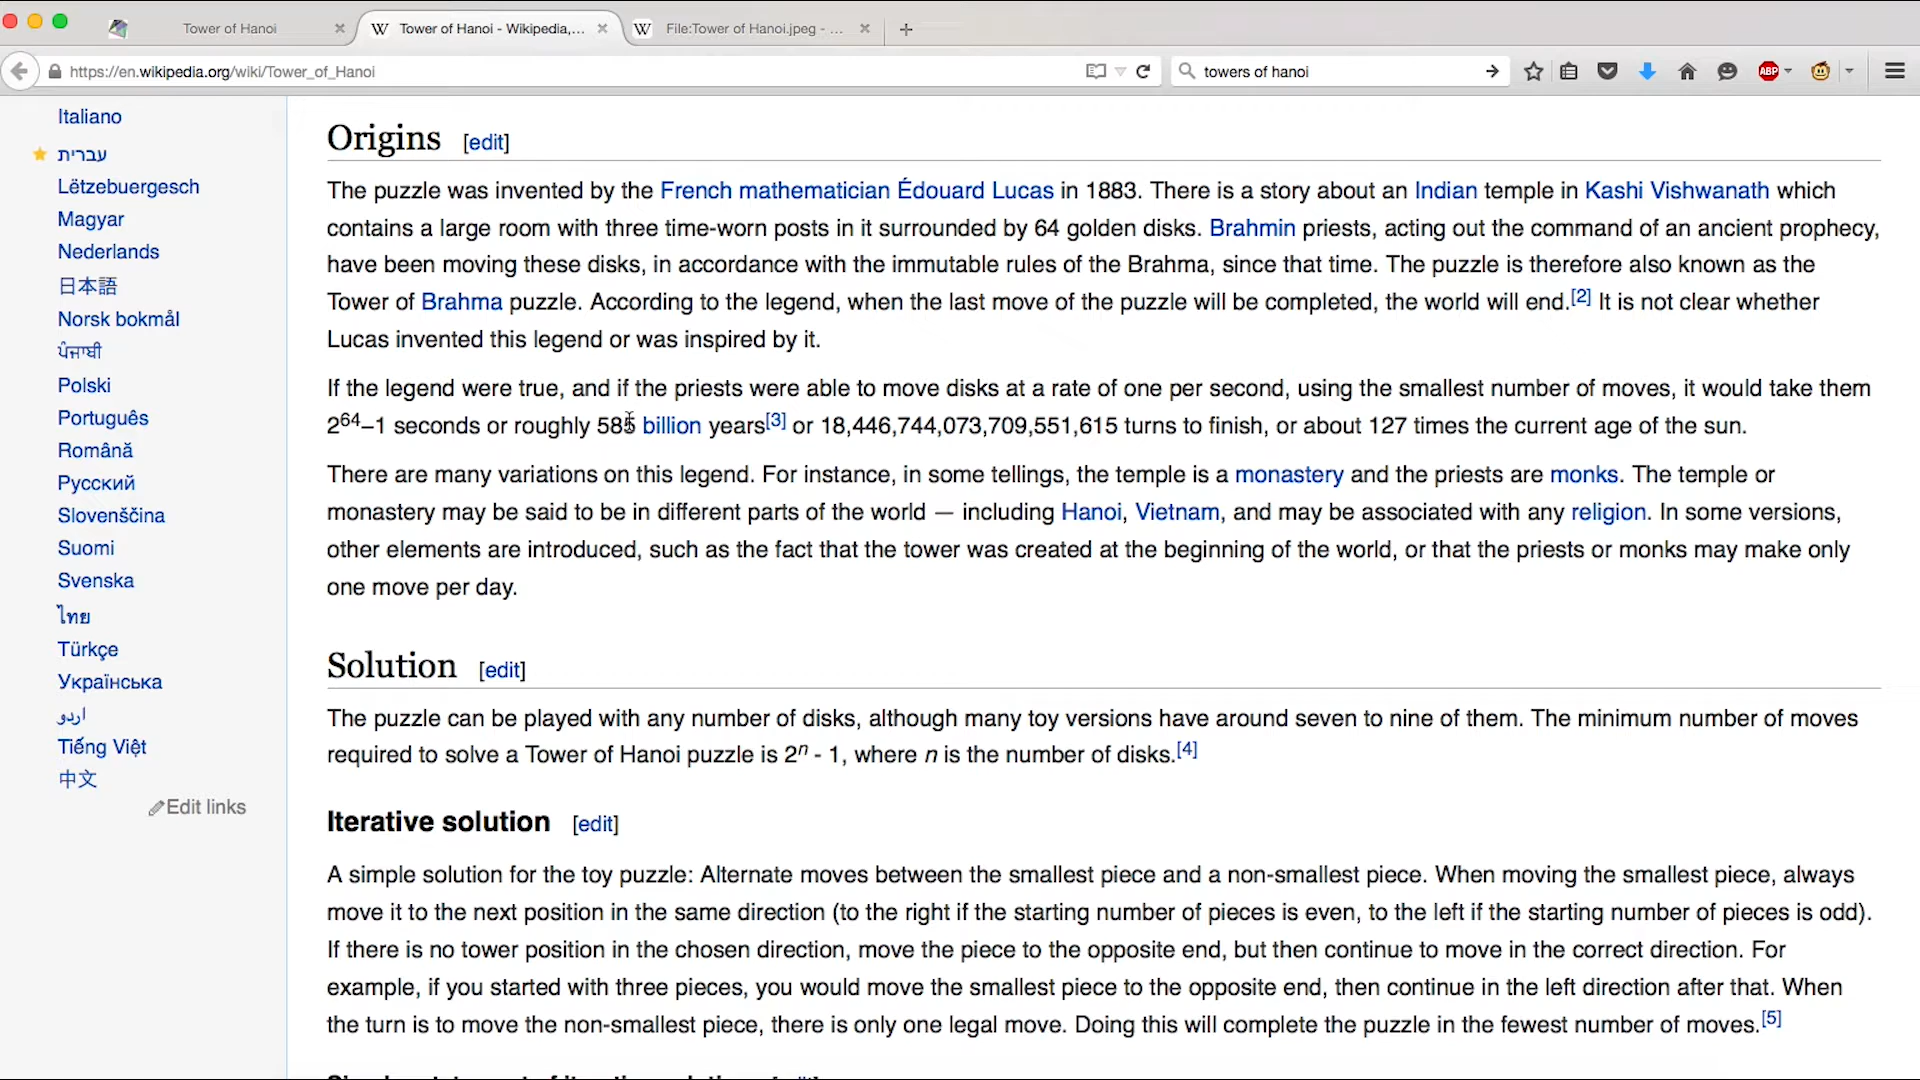 Tower of Hanoi
Tower of Hanoi - Wikipedia,...
File:Tower of Hanoi.jpeg - ...
https://en.wikipedia.org/wiki/Tower_of_Hanoi
towers of hanoi
ABP
Italiano
עברית
Lëtzebuergesch
Magyar
Nederlands
日本語
Norsk bokmål
ਪੰਜਾਬੀ
Polski
Português
Română
Русский
Slovenščina
Suomi
Svenska
ไทย
Türkçe
Українська
اردو
Tiếng Việt
中文
Edit links
Origins [edit]
The puzzle was invented by the French mathematician Édouard Lucas in 1883. There is a story about an Indian temple in Kashi Vishwanath which
contains a large room with three time-worn posts in it surrounded by 64 golden disks. Brahmin priests, acting out the command of an ancient prophecy,
have been moving these disks, in accordance with the immutable rules of the Brahma, since that time. The puzzle is therefore also known as the
Tower of Brahma puzzle. According to the legend, when the last move of the puzzle will be completed, the world will end.[2] It is not clear whether
Lucas invented this legend or was inspired by it.
If the legend were true, and if the priests were able to move disks at a rate of one per second, using the smallest number of moves, it would take them
2⁶⁴–1 seconds or roughly 585 billion years[3] or 18,446,744,073,709,551,615 turns to finish, or about 127 times the current age of the sun.
There are many variations on this legend. For instance, in some tellings, the temple is a monastery and the priests are monks. The temple or
monastery may be said to be in different parts of the world — including Hanoi, Vietnam, and may be associated with any religion. In some versions,
other elements are introduced, such as the fact that the tower was created at the beginning of the world, or that the priests or monks may make only
one move per day.
Solution [edit]
The puzzle can be played with any number of disks, although many toy versions have around seven to nine of them. The minimum number of moves
required to solve a Tower of Hanoi puzzle is 2ⁿ - 1, where n is the number of disks.[4]
Iterative solution [edit]
A simple solution for the toy puzzle: Alternate moves between the smallest piece and a non-smallest piece. When moving the smallest piece, always
move it to the next position in the same direction (to the right if the starting number of pieces is even, to the left if the starting number of pieces is odd).
If there is no tower position in the chosen direction, move the piece to the opposite end, but then continue to move in the correct direction. For
example, if you started with three pieces, you would move the smallest piece to the opposite end, then continue in the left direction after that. When
the turn is to move the non-smallest piece, there is only one legal move. Doing this will complete the puzzle in the fewest number of moves.[5]